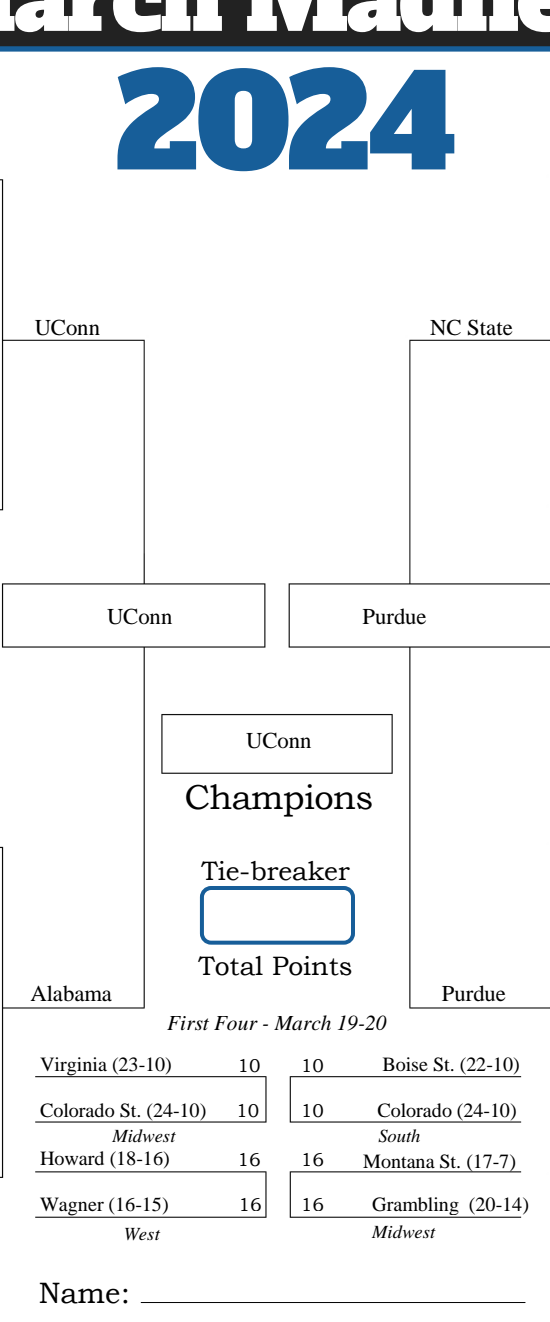 2024
UConn
NC State
UConn
Purdue
UConn
Champions
Tie-breaker
Total Points
Alabama
Purdue
First Four - March 19-20
Virginia (23-10) 10
10 Boise St. (22-10)
Colorado St. (24-10) 10
10 Colorado (24-10)
Midwest
South
Howard (18-16) 16
16 Montana St. (17-7)
Wagner (16-15) 16
16 Grambling (20-14)
West
Midwest
Name: